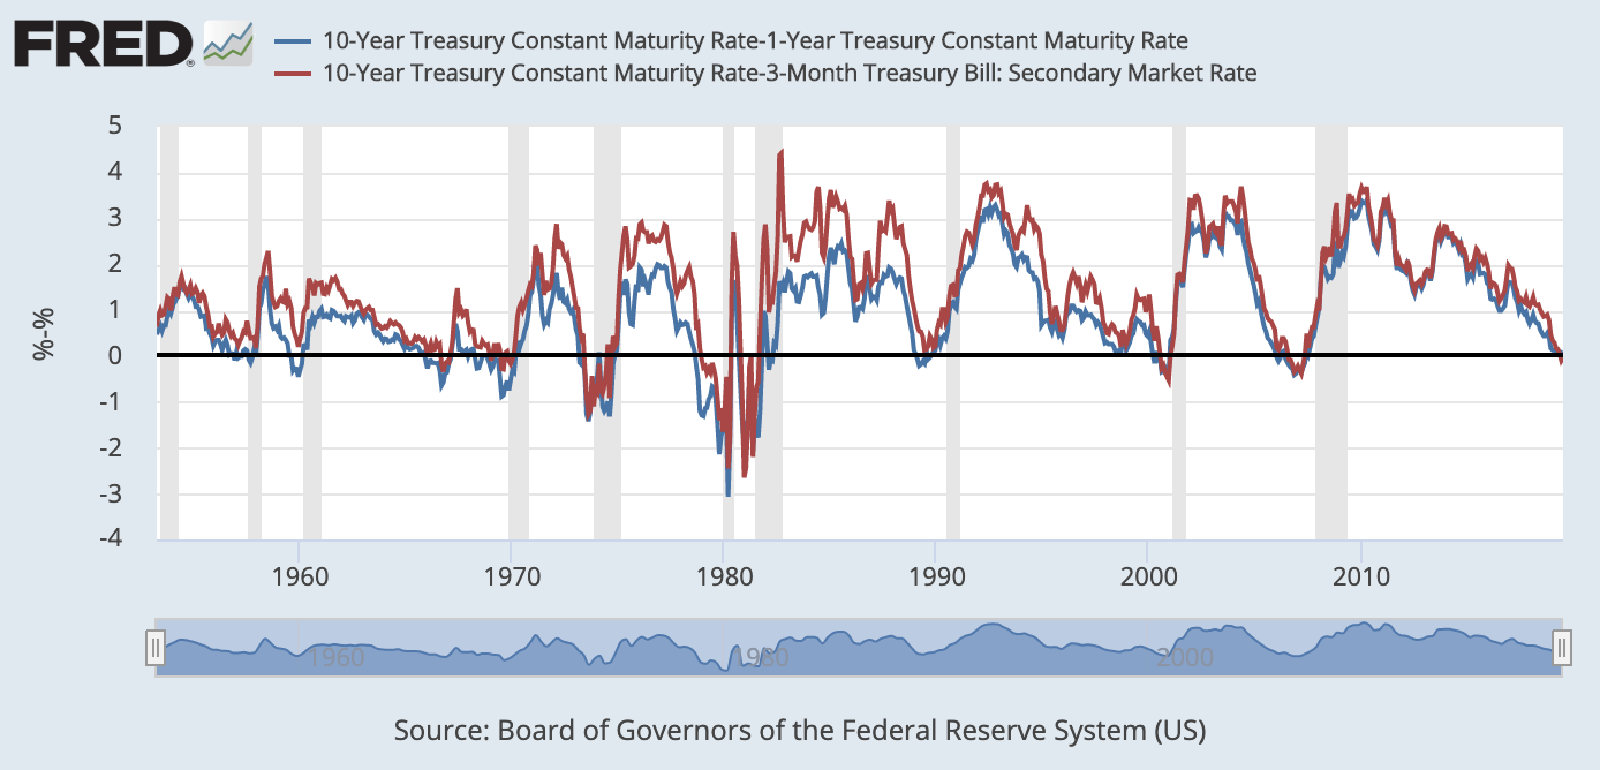 FRED
10-Year Treasury Constant Maturity Rate-1-Year Treasury Constant Maturity Rate
10-Year Treasury Constant Maturity Rate-3-Month Treasury Bill: Secondary Market Rate
5
4
3
2
1
0
-1
-2
-3
-4
%-%
1960 1970 1980 1990 2000 2010
1960 1980 2000
Source: Board of Governors of the Federal Reserve System (US)